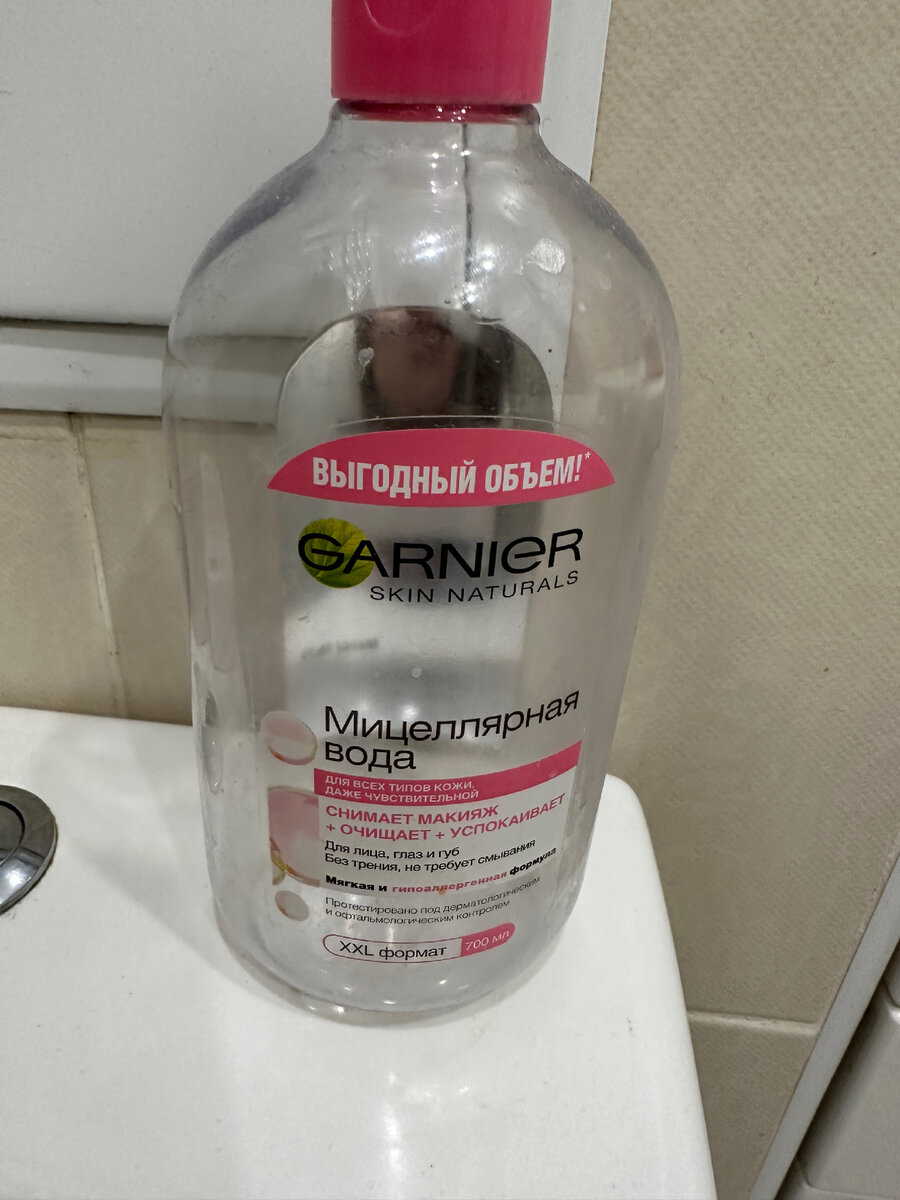 ВЫГОДНЫЙ ОБЪЕМ!*
GARNIER
SKIN NATURALS
Мицеллярная
вода
ДЛЯ ВСЕХ ТИПОВ КОЖИ,
ДАЖЕ ЧУВСТВИТЕЛЬНОЙ
СНИМАЕТ МАКИЯЖ
+ ОЧИЩАЕТ + УСПОКАИВАЕТ
Для лица, глаз и губ
Без трения, не требует смывания
Мягкая и гипоаллергенная формула
Протестировано под дерматологическим
и офтальмологическим контролем
XXL формат 700 мл